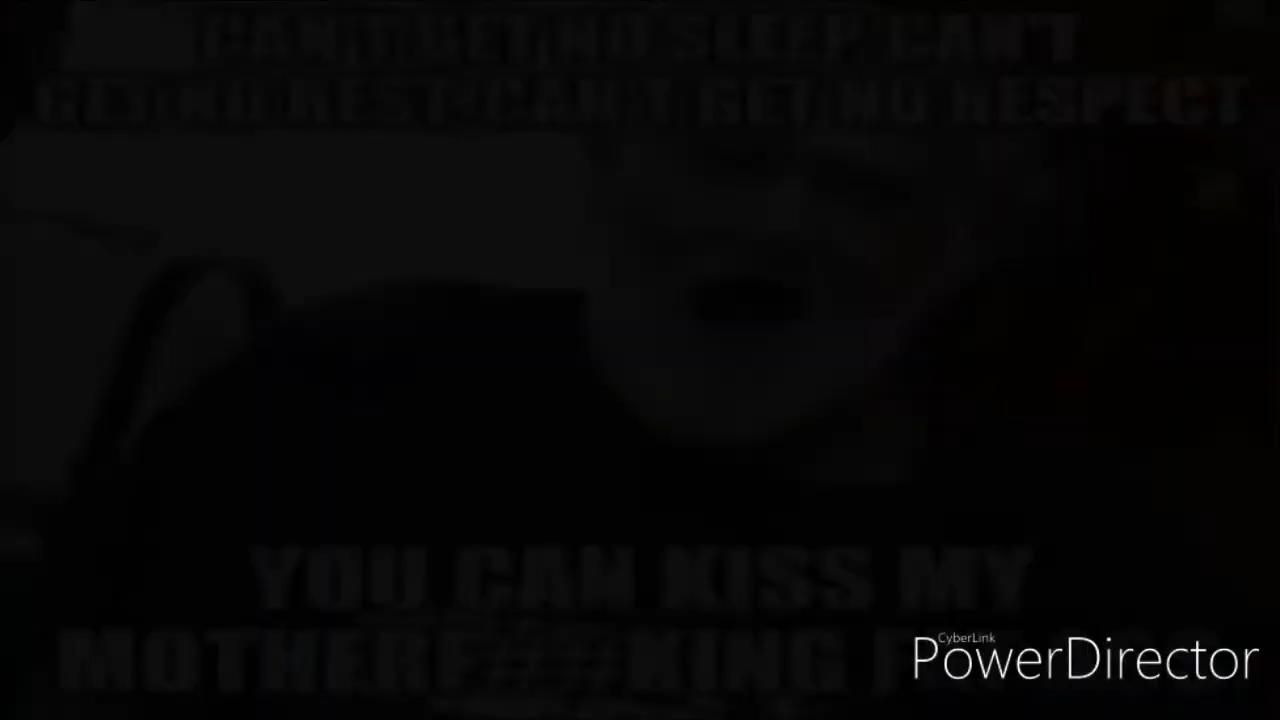 CAN'T GET NO SLEEP CAN'T
GET NO REST CAN'T GET NO RESPECT
YOU CAN KISS MY
MOTHERF##KING
CyberLink
PowerDirector